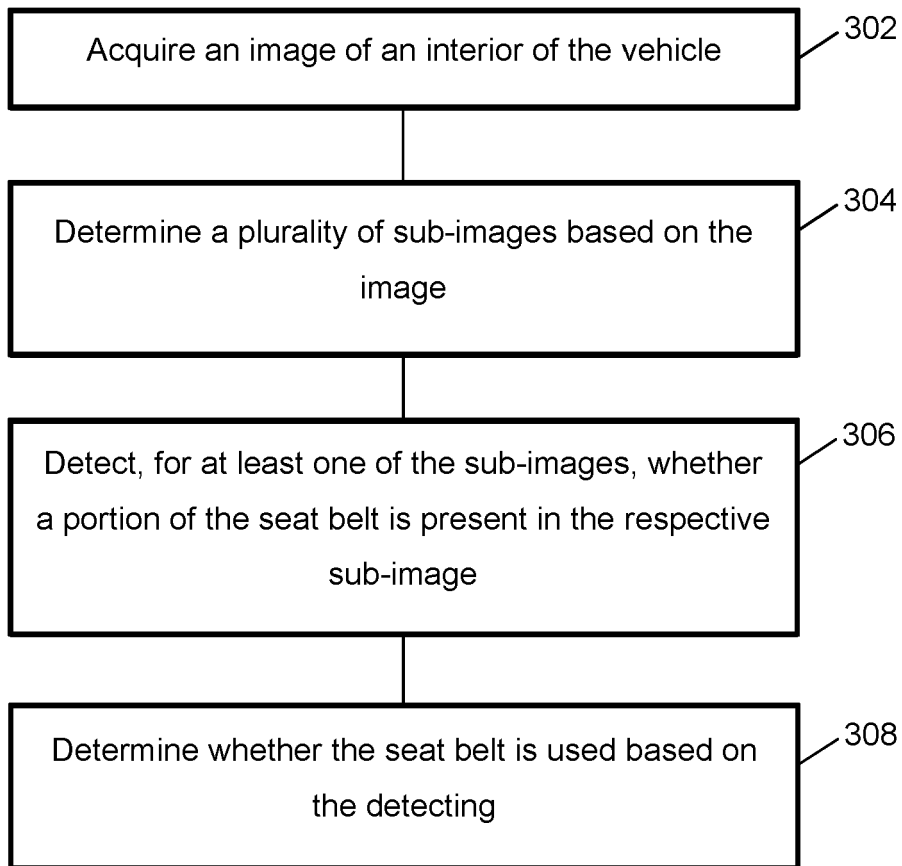 Acquire an image of an interior of the vehicle
302
Determine a plurality of sub-images based on the
image
304
Detect, for at least one of the sub-images, whether
a portion of the seat belt is present in the respective
sub-image
306
Determine whether the seat belt is used based on
the detecting
308